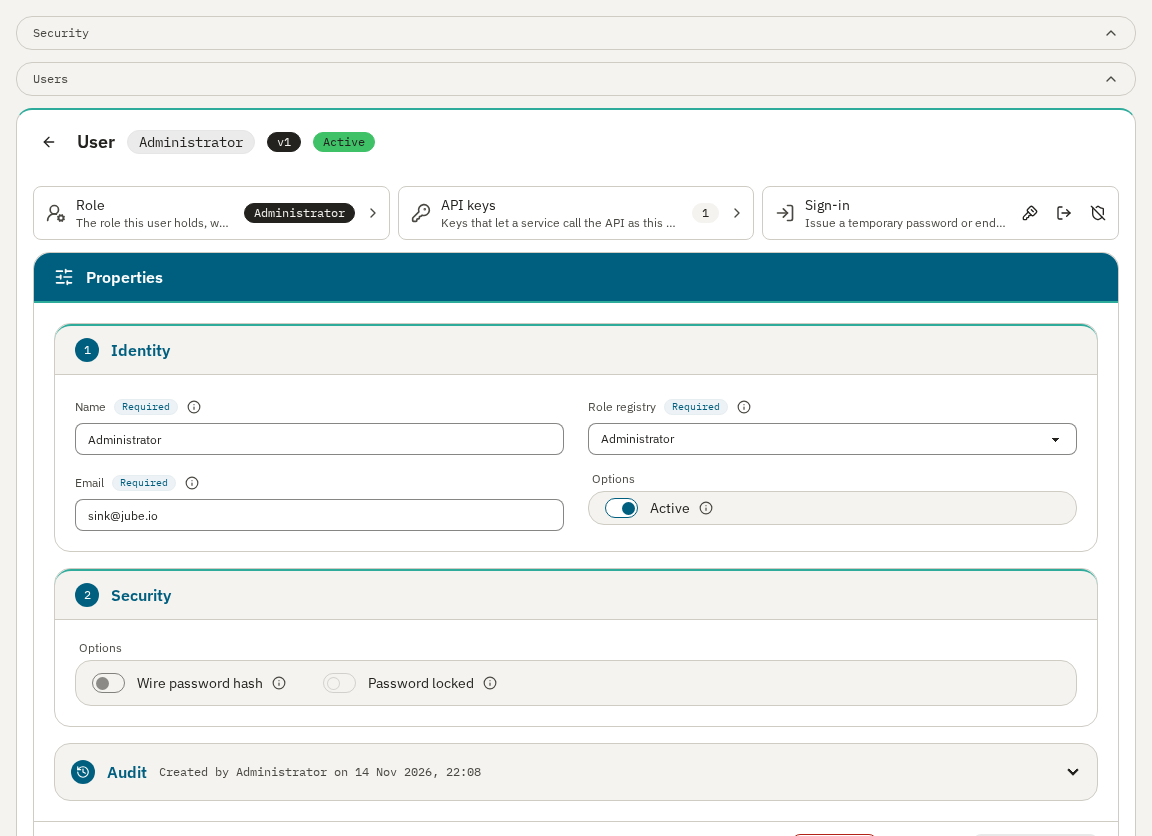 Security
Users
User Administrator v1 Active
Role
The role this user holds, w...
Administrator
API keys
Keys that let a service call the API as this ...
1
Sign-in
Issue a temporary password or end...
Properties
1 Identity
Name Required
Administrator
Role registry Required
Administrator
Email Required
sink@jube.io
Options
Active
2 Security
Options
Wire password hash
Password locked
Audit Created by Administrator on 14 Nov 2026, 22:08